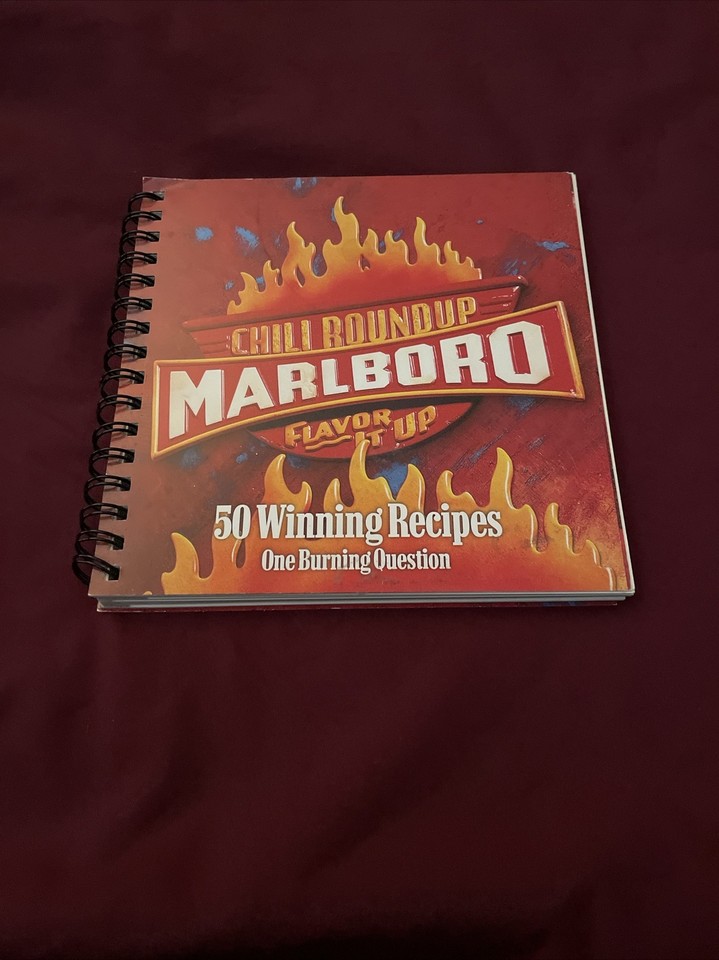 CHILI ROUNDUP
MARLBORO
FLAVOR
IT UP
50 Winning Recipes
One Burning Question